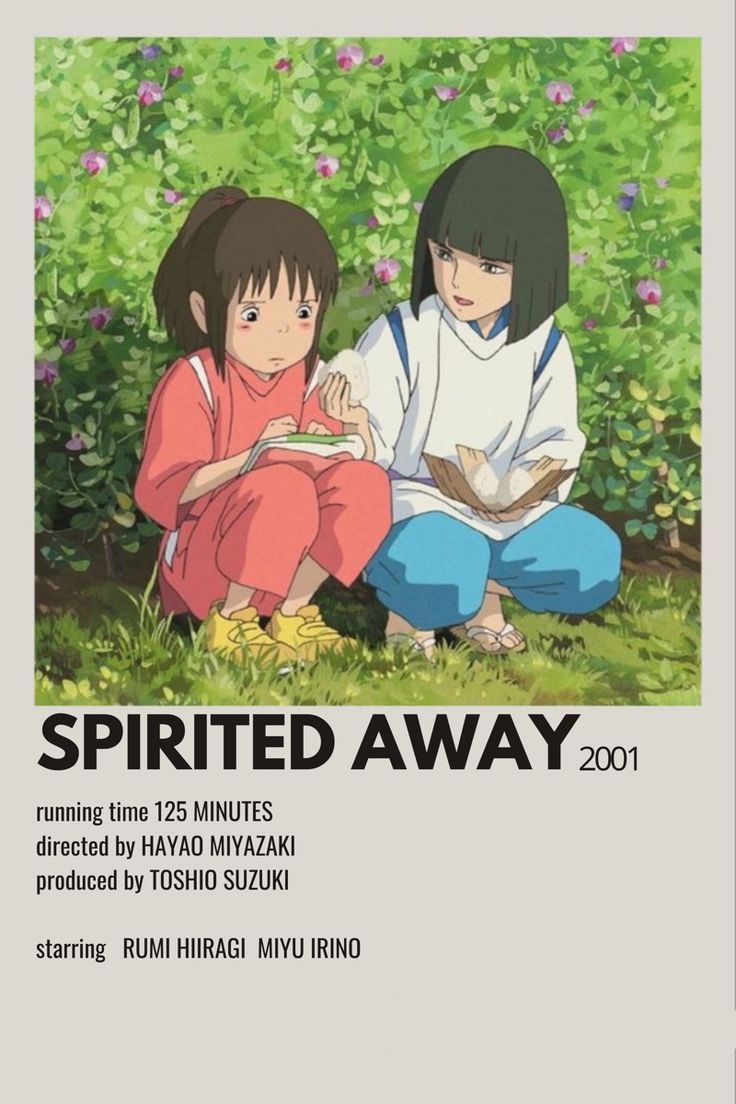 SPIRITED AWAY 2001
running time 125 MINUTES
directed by HAYAO MIYAZAKI
produced by TOSHIO SUZUKI
starring RUMI HIIRAGI MIYU IRINO